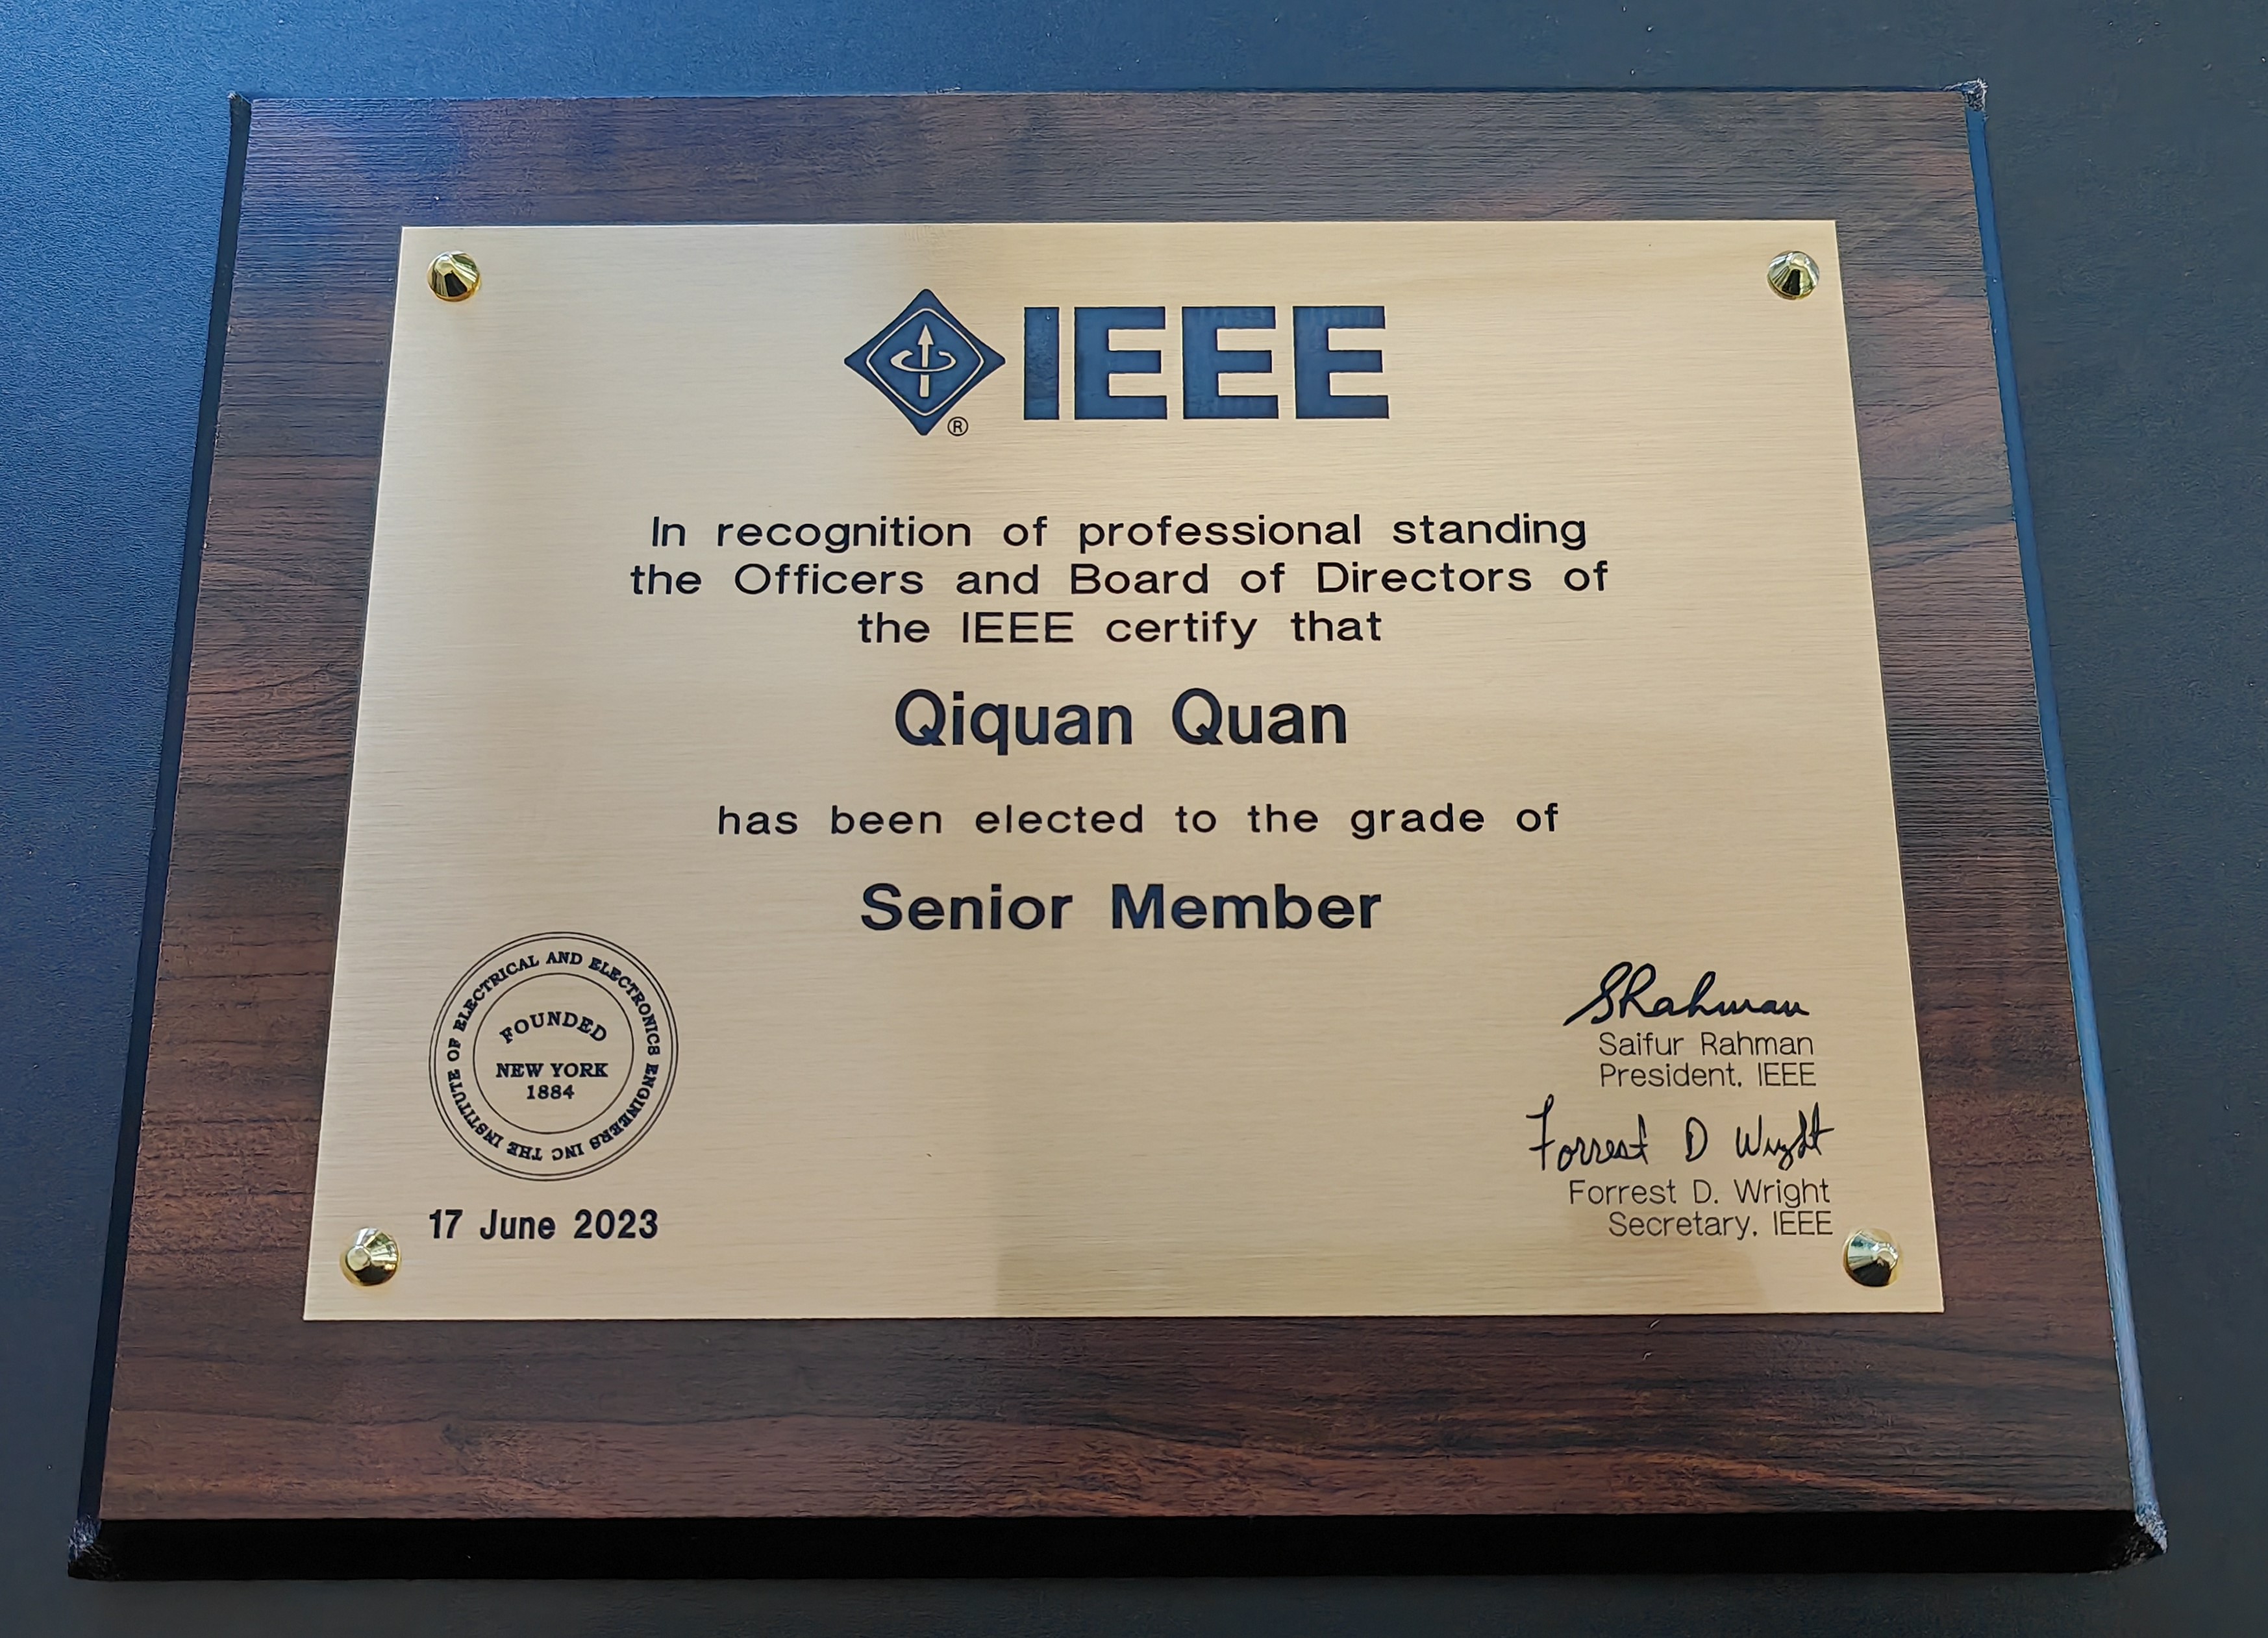 IEEE
®
In recognition of professional standing
the Officers and Board of Directors of
the IEEE certify that
Qiquan Quan
has been elected to the grade of
Senior Member
THE INSTITUTE OF ELECTRICAL AND ELECTRONICS ENGINEERS INC
FOUNDED
NEW YORK
1884
17 June 2023
SRahman
Saifur Rahman
President, IEEE
Forrest D Wright
Forrest D. Wright
Secretary, IEEE